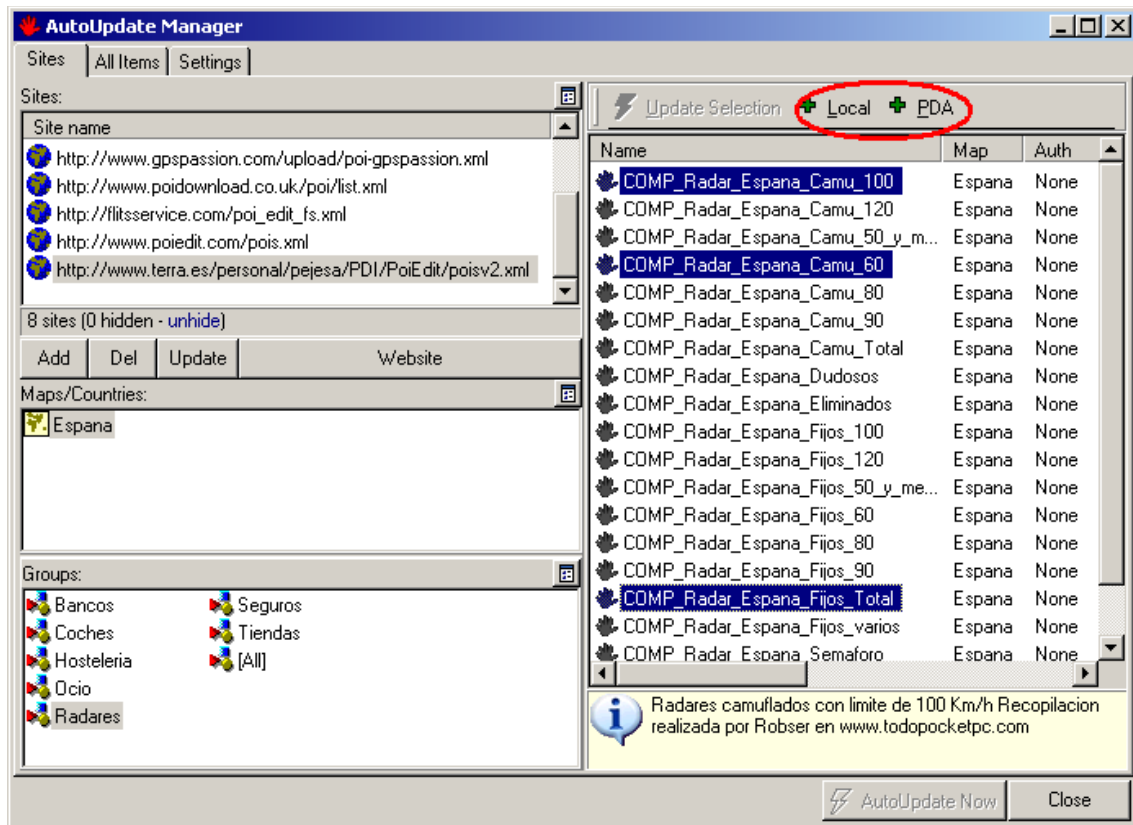 AutoUpdate Manager
Sites All Items Settings
Sites:
Site name
http://www.gpspassion.com/upload/poi-gpspassion.xml
http://www.poidownload.co.uk/poi/list.xml
http://flitsservice.com/poi_edit_fs.xml
http://www.poiedit.com/pois.xml
http://www.terra.es/personal/pejesa/PDI/PoiEdit/poisv2.xml
8 sites (0 hidden - unhide)
Add Del Update Website
Maps/Countries:
Espana
Groups:
Bancos Seguros
Coches Tiendas
Hosteleria [All]
Ocio
Radares
Update Selection Local PDA
Name Map Auth
COMP_Radar_Espana_Camu_100 Espana None
COMP_Radar_Espana_Camu_120 Espana None
COMP_Radar_Espana_Camu_50_y_m... Espana None
COMP_Radar_Espana_Camu_60 Espana None
COMP_Radar_Espana_Camu_80 Espana None
COMP_Radar_Espana_Camu_90 Espana None
COMP_Radar_Espana_Camu_Total Espana None
COMP_Radar_Espana_Dudosos Espana None
COMP_Radar_Espana_Eliminados Espana None
COMP_Radar_Espana_Fijos_100 Espana None
COMP_Radar_Espana_Fijos_120 Espana None
COMP_Radar_Espana_Fijos_50_y_me... Espana None
COMP_Radar_Espana_Fijos_60 Espana None
COMP_Radar_Espana_Fijos_80 Espana None
COMP_Radar_Espana_Fijos_90 Espana None
COMP_Radar_Espana_Fijos_Total Espana None
COMP_Radar_Espana_Fijos_varios Espana None
COMP_Radar_Espana_Semaforo Espana None
Radares camuflados con limite de 100 Km/h Recopilacion
realizada por Robser en www.todopocketpc.com
AutoUpdate Now Close